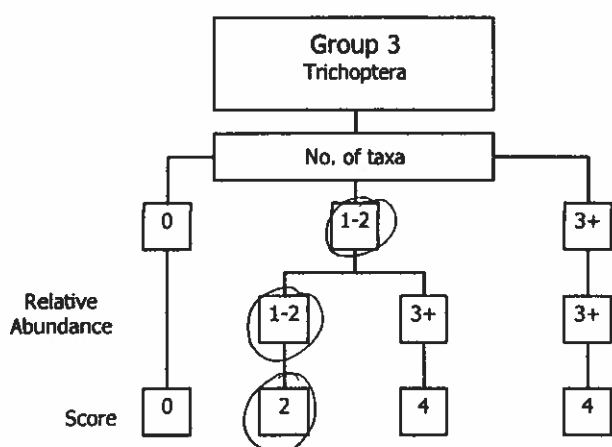 Group 3
Trichoptera
No. of taxa
0 1-2 3+
Relative
Abundance
1-2 3+ 3+
Score 0 2 4 4